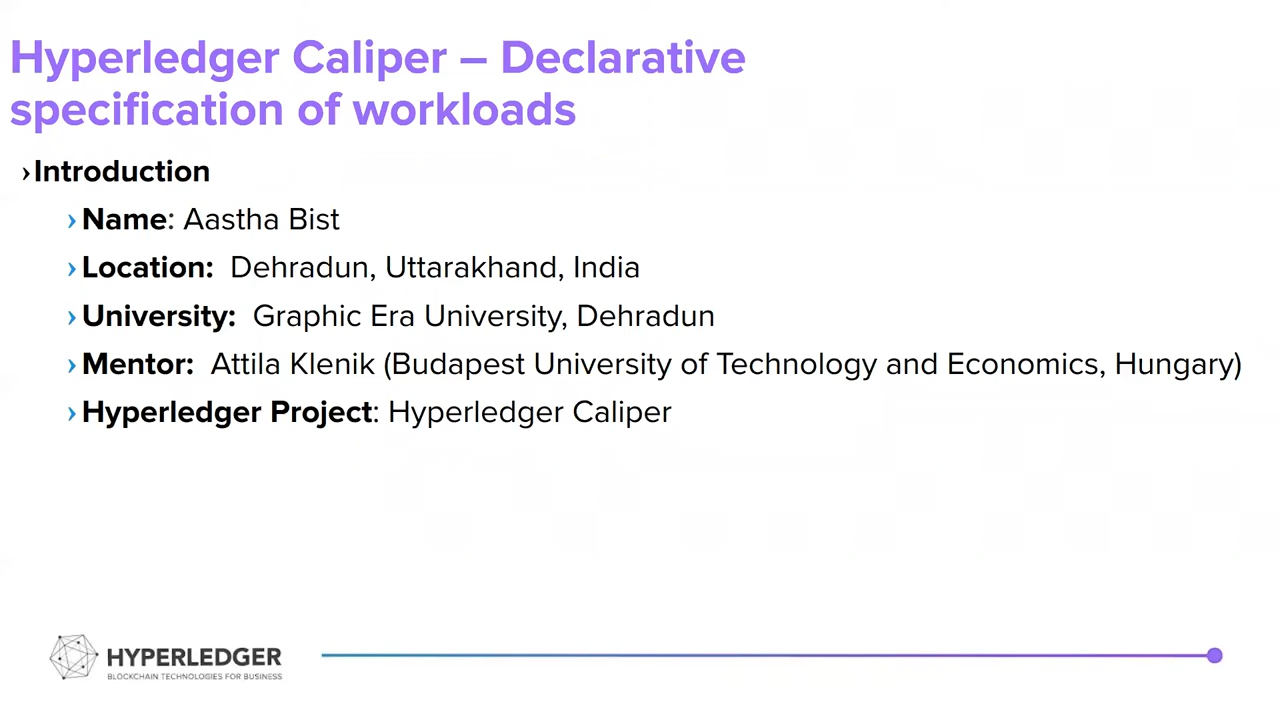 Hyperledger Caliper – Declarative
specification of workloads
›Introduction
›Name: Aastha Bist
›Location: Dehradun, Uttarakhand, India
›University: Graphic Era University, Dehradun
›Mentor: Attila Klenik (Budapest University of Technology and Economics, Hungary)
›Hyperledger Project: Hyperledger Caliper
HYPERLEDGER
BLOCKCHAIN TECHNOLOGIES FOR BUSINESS